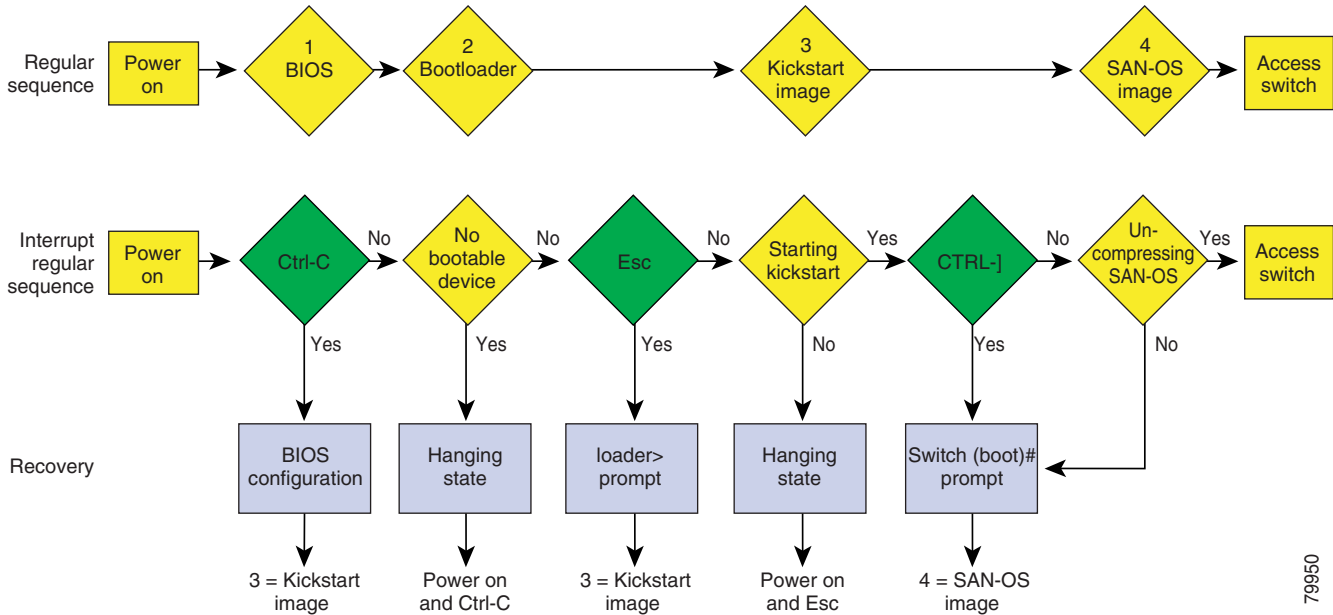 Regular
sequence
Power
on
1
BIOS
2
Bootloader
3
Kickstart
image
4
SAN-OS
image
Access
switch
Interrupt
regular
sequence
Power
on
Ctrl-C
No
No
bootable
device
No
Esc
No
Starting
kickstart
Yes
CTRL-]
No
Un-
compressing
SAN-OS
Yes
Access
switch
Yes
Yes
Yes
No
Yes
No
Recovery
BIOS
configuration
Hanging
state
loader>
prompt
Hanging
state
Switch (boot)#
prompt
3 = Kickstart
image
Power on
and Ctrl-C
3 = Kickstart
image
Power on
and Esc
4 = SAN-OS
image
79950